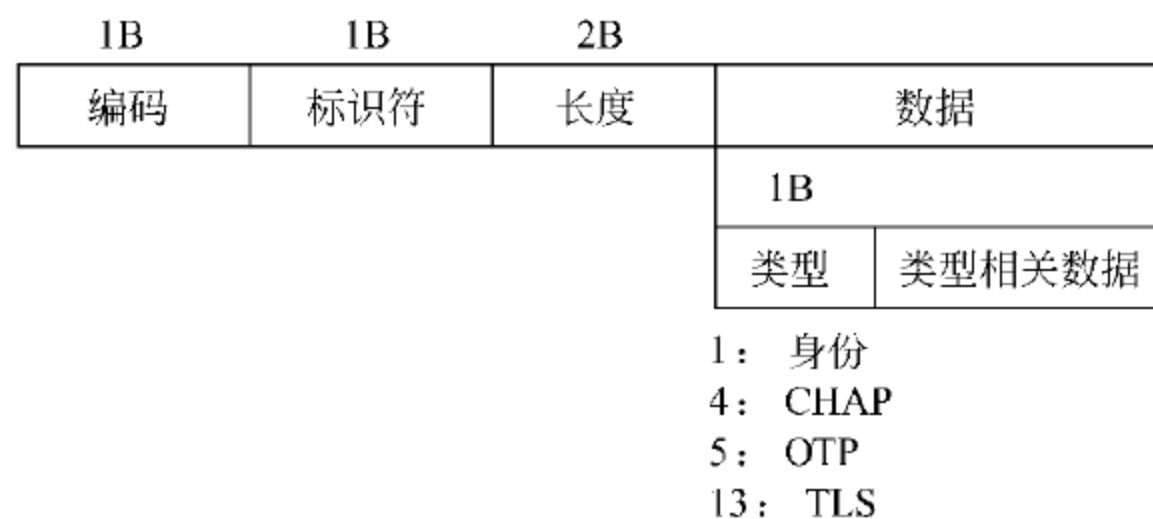 1B 1B 2B
编码 标识符 长度 数据
1B
类型 类型相关数据
1： 身份
4： CHAP
5： OTP
13： TLS